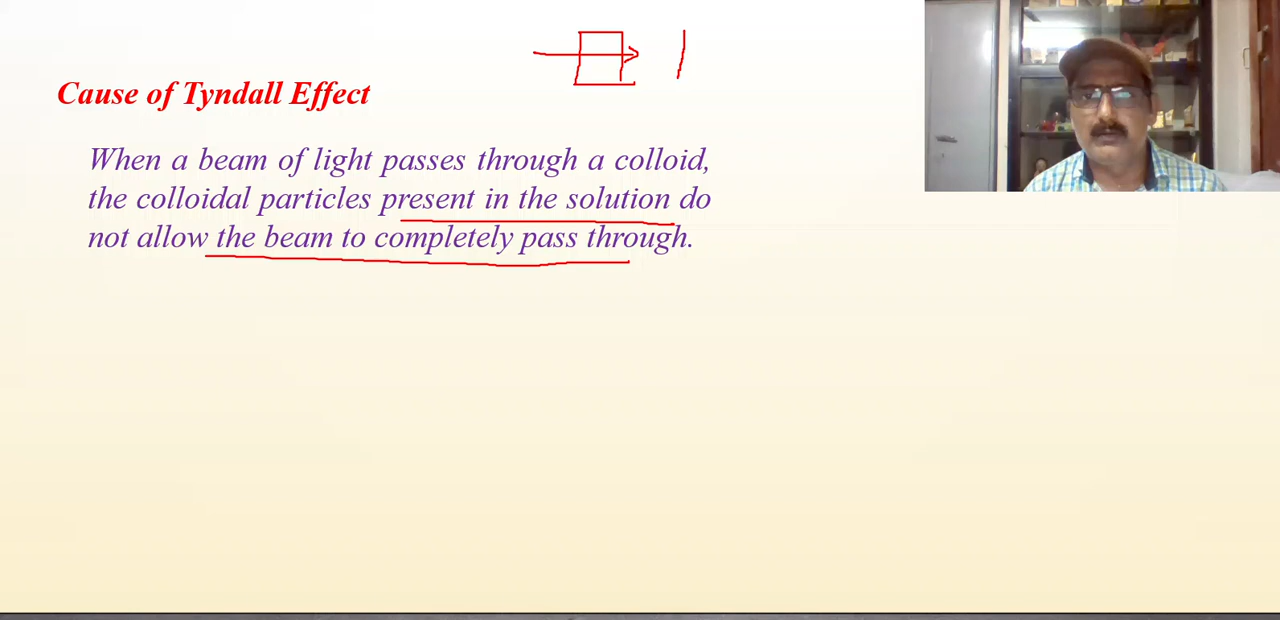 Cause of Tyndall Effect
When a beam of light passes through a colloid,
the colloidal particles present in the solution do
not allow the beam to completely pass through.